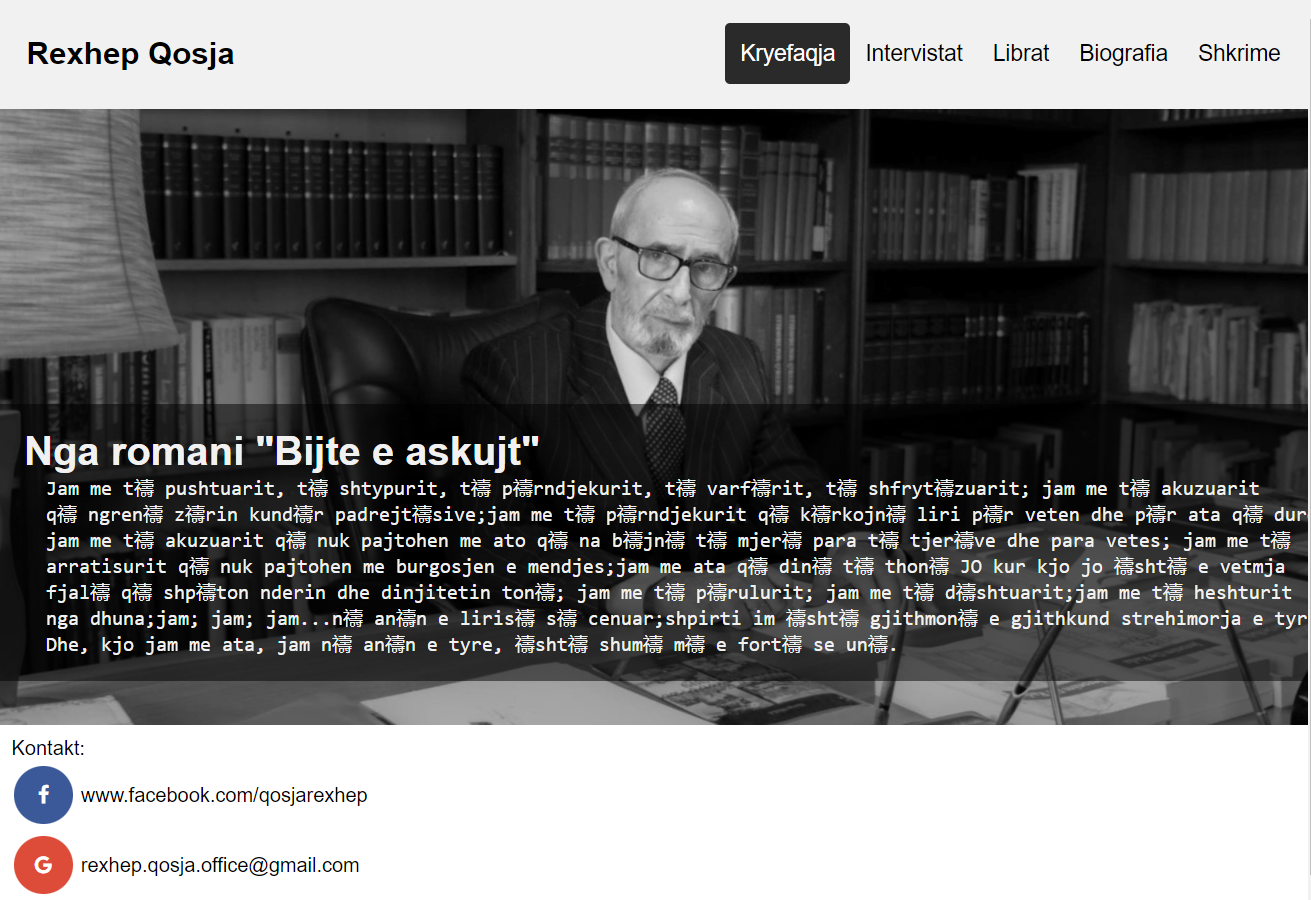 Rexhep Qosja
Kryefaqja Intervistat Librat Biografia Shkrime
Nga romani "Bijte e askujt"
Jam me t禱 pushtuarit, t禱 shtypurit, t禱 p禱rndjekurit, t禱 varf禱rit, t禱 shfryt禱zuarit; jam me t禱 akuzuarit
q禱 ngren禱 z禱rin kund禱r padrejt禱sive;jam me t禱 p禱rndjekurit q禱 k禱rkojn禱 liri p禱r veten dhe p禱r ata q禱 dur
jam me t禱 akuzuarit q禱 nuk pajtohen me ato q禱 na b禱jn禱 t禱 mjer禱 para t禱 tjer禱ve dhe para vetes; jam me t禱
arratisurit q禱 nuk pajtohen me burgosjen e mendjes;jam me ata q禱 din禱 t禱 thon禱 JO kur kjo jo 禱sht禱 e vetmja
fjal禱 q禱 shp禱ton nderin dhe dinjitetin ton禱; jam me t禱 p禱rulurit; jam me t禱 d禱shtuarit;jam me t禱 heshturit
nga dhuna;jam; jam; jam...n禱 an禱n e liris禱 s禱 cenuar;shpirti im 禱sht禱 gjithmon禱 e gjithkund strehimorja e tyr
Dhe, kjo jam me ata, jam n禱 an禱n e tyre, 禱sht禱 shum禱 m禱 e fort禱 se un禱.
Kontakt:
www.facebook.com/qosjarexhep
G rexhep.qosja.office@gmail.com